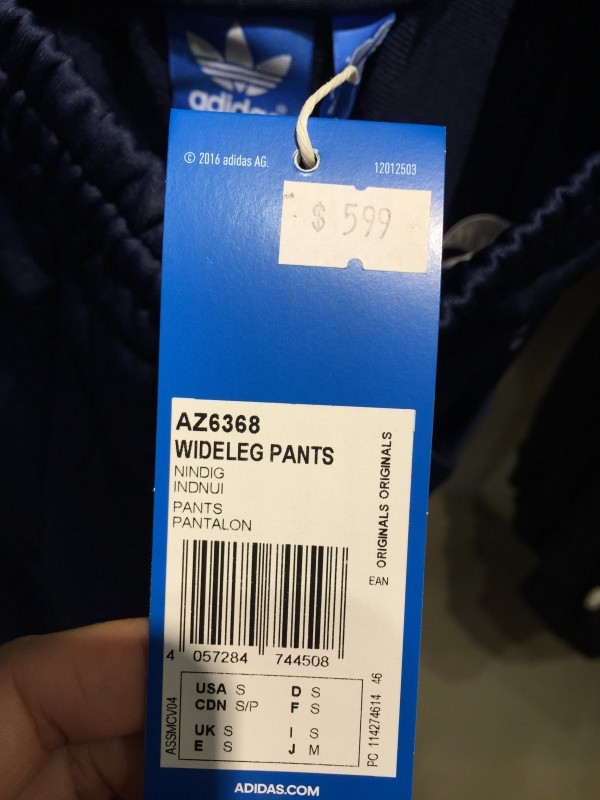 adidas
© 2016 adidas AG.
12012503
$ 599
AZ6368
WIDELEG PANTS
NINDIG
INDNUI
PANTS
PANTALON
ORIGINALS ORIGINALS
EAN
4 057284 744508
USA S D S
CDN S/P F S
UK S I S
E S J M
ASSMCV04
PC 114274614 46
ADIDAS.COM